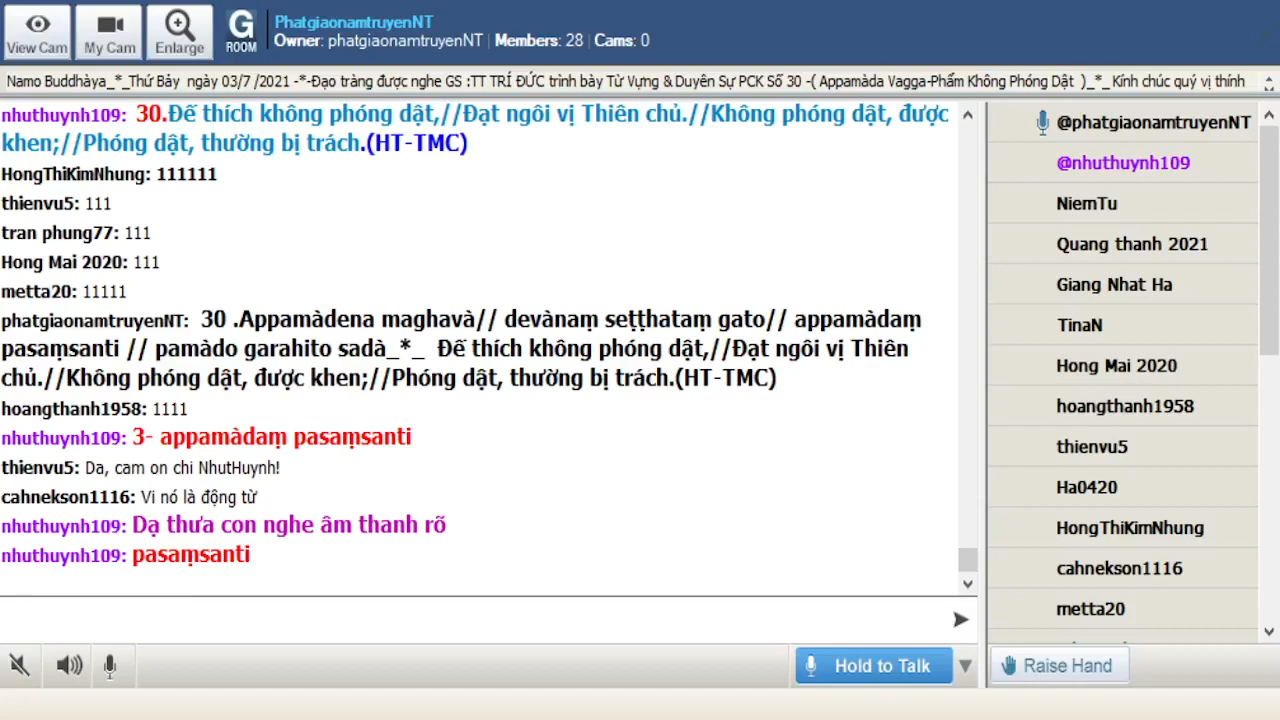 View Cam
My Cam
Enlarge
G
ROOM
PhatgiaonamtruyenNT
Owner: phatgiaonamtruyenNT | Members: 28 | Cams: 0
Namo Buddhàya_*_Thứ Bảy ngày 03/7 /2021 -*-Đạo tràng được nghe GS :TT TRÍ ĐỨC trình bày Từ Vựng & Duyên Sự PCK Số 30 -( Appamàda Vagga-Phẩm Không Phóng Dật )_*_Kính chúc quý vị thính
nhuthuynh109: 30.Đế thích không phóng dật,//Đạt ngôi vị Thiên chủ.//Không phóng dật, được
khen;//Phóng dật, thường bị trách.(HT-TMC)
HongThiKimNhung: 111111
thienvu5: 111
tran phung77: 111
Hong Mai 2020: 111
metta20: 11111
phatgiaonamtruyenNT: 30 .Appamàdena maghavà// devànaṃ seṭṭhataṃ gato// appamàdaṃ
pasaṃsanti // pamàdo garahito sadà_*_ Đế thích không phóng dật,//Đạt ngôi vị Thiên
chủ.//Không phóng dật, được khen;//Phóng dật, thường bị trách.(HT-TMC)
hoangthanh1958: 1111
nhuthuynh109: 3- appamàdaṃ pasaṃsanti
thienvu5: Da, cam on chi NhutHuynh!
cahnekson1116: Vi nó là động từ
nhuthuynh109: Dạ thưa con nghe âm thanh rõ
nhuthuynh109: pasaṃsanti
@phatgiaonamtruyenNT
@nhuthuynh109
NiemTu
Quang thanh 2021
Giang Nhat Ha
TinaN
Hong Mai 2020
hoangthanh1958
thienvu5
Ha0420
HongThiKimNhung
cahnekson1116
metta20
Hold to Talk
Raise Hand